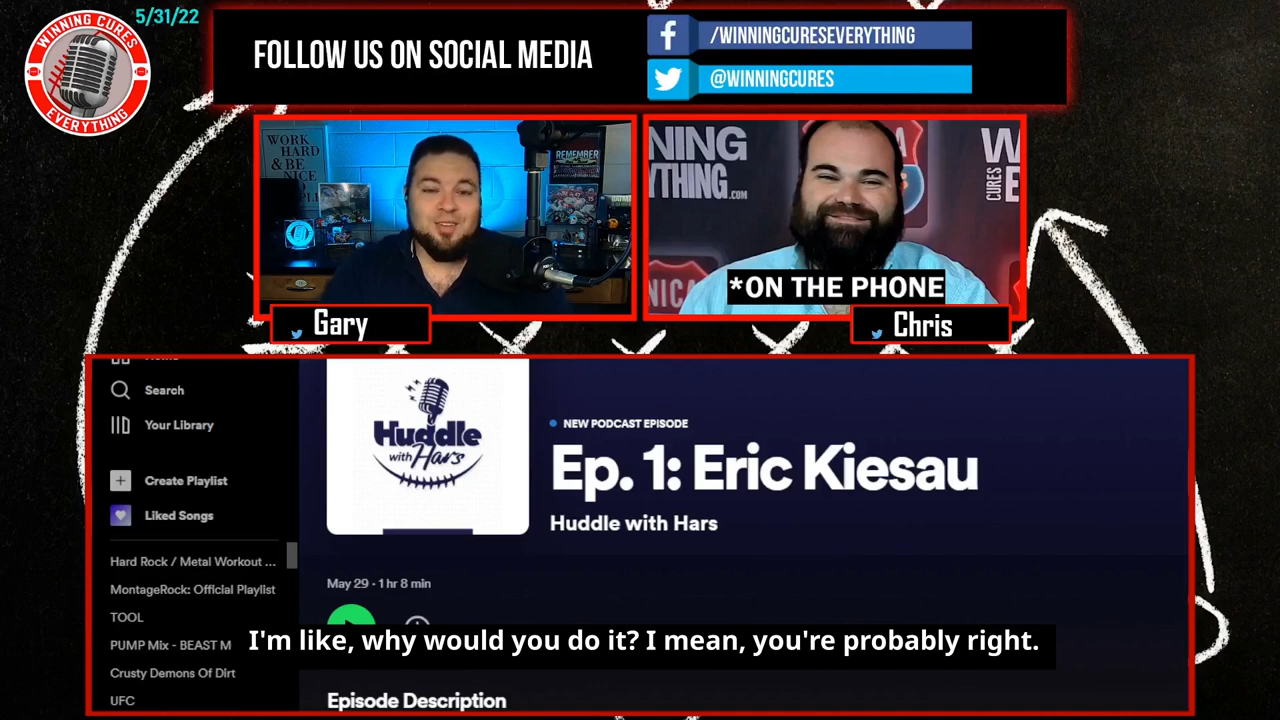 5/31/22
WINNING CURES
EVERYTHING
FOLLOW US ON SOCIAL MEDIA
/WINNINGCURESEVERYTHING
@WINNINGCURES
WORK
HARD
& BE
NICE
REMEMBER
NING
YTHING.COM
W
CURES
E
NICA
*ON THE PHONE
Gary
Chris
Search
Your Library
Create Playlist
Liked Songs
Hard Rock / Metal Workout ...
MontageRock: Official Playlist
TOOL
PUMP Mix - BEAST M
Crusty Demons Of Dirt
UFC
Huddle
with Hars
NEW PODCAST EPISODE
Ep. 1: Eric Kiesau
Huddle with Hars
May 29 · 1 hr 8 min
I'm like, why would you do it? I mean, you're probably right.
Episode Description